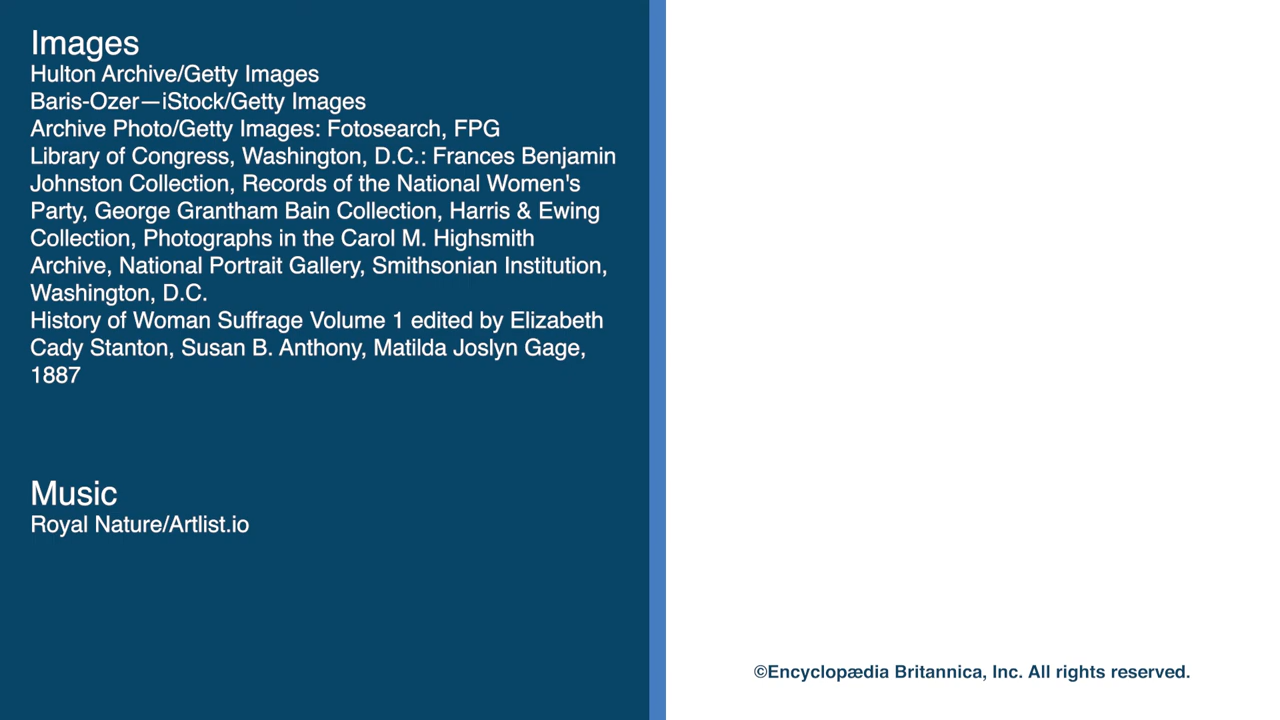 Images
Hulton Archive/Getty Images
Baris-Ozer—iStock/Getty Images
Archive Photo/Getty Images: Fotosearch, FPG
Library of Congress, Washington, D.C.: Frances Benjamin
Johnston Collection, Records of the National Women's
Party, George Grantham Bain Collection, Harris & Ewing
Collection, Photographs in the Carol M. Highsmith
Archive, National Portrait Gallery, Smithsonian Institution,
Washington, D.C.
History of Woman Suffrage Volume 1 edited by Elizabeth
Cady Stanton, Susan B. Anthony, Matilda Joslyn Gage,
1887
Music
Royal Nature/Artlist.io
©Encyclopædia Britannica, Inc. All rights reserved.